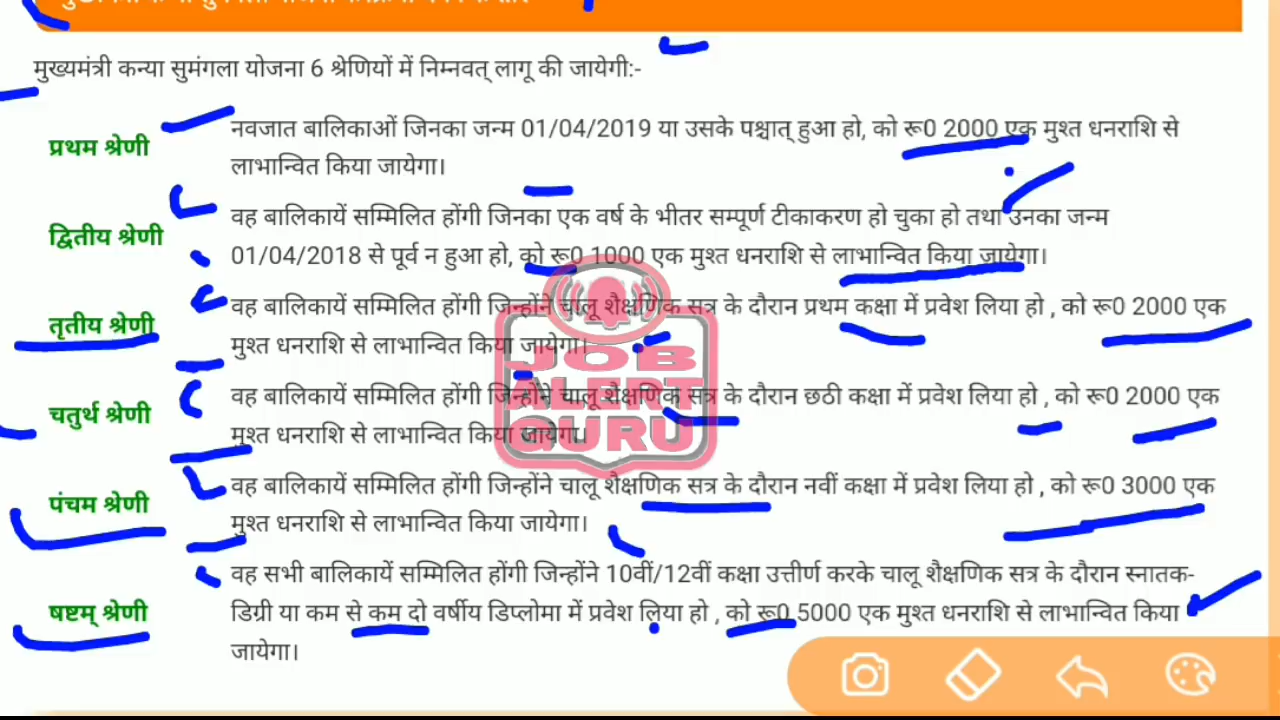 मुख्यमंत्री कन्या सुमंगला योजना 6 श्रेणियों में निम्नवत् लागू की जायेगी:-
प्रथम श्रेणी
नवजात बालिकाओं जिनका जन्म 01/04/2019 या उसके पश्चात् हुआ हो, को रू0 2000 एक मुश्त धनराशि से
लाभान्वित किया जायेगा।
द्वितीय श्रेणी
वह बालिकायें सम्मिलित होंगी जिनका एक वर्ष के भीतर सम्पूर्ण टीकाकरण हो चुका हो तथा उनका जन्म
01/04/2018 से पूर्व न हुआ हो, को रू0 1000 एक मुश्त धनराशि से लाभान्वित किया जायेगा।
तृतीय श्रेणी
वह बालिकायें सम्मिलित होंगी जिन्होंने चालू शैक्षणिक सत्र के दौरान प्रथम कक्षा में प्रवेश लिया हो , को रू0 2000 एक
मुश्त धनराशि से लाभान्वित किया जायेगा।
चतुर्थ श्रेणी
वह बालिकायें सम्मिलित होंगी जिन्होंने चालू शैक्षणिक सत्र के दौरान छठी कक्षा में प्रवेश लिया हो , को रू0 2000 एक
मुश्त धनराशि से लाभान्वित किया जायेगा।
पंचम श्रेणी
वह बालिकायें सम्मिलित होंगी जिन्होंने चालू शैक्षणिक सत्र के दौरान नवीं कक्षा में प्रवेश लिया हो , को रू0 3000 एक
मुश्त धनराशि से लाभान्वित किया जायेगा।
षष्टम् श्रेणी
वह सभी बालिकायें सम्मिलित होंगी जिन्होंने 10वीं/12वीं कक्षा उत्तीर्ण करके चालू शैक्षणिक सत्र के दौरान स्नातक-
डिग्री या कम से कम दो वर्षीय डिप्लोमा में प्रवेश लिया हो , को रू0 5000 एक मुश्त धनराशि से लाभान्वित किया
जायेगा।
JOB
ALERT
GURU